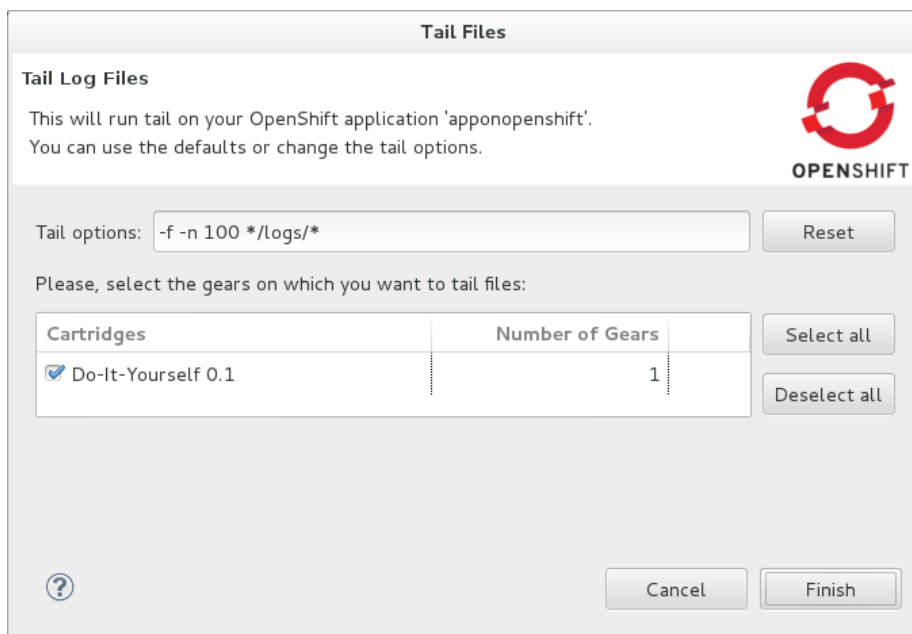 Tail Files
Tail Log Files
This will run tail on your OpenShift application 'apponopenshift'.
You can use the defaults or change the tail options.
OPENSHIFT
Tail options: -f -n 100 */logs/* Reset
Please, select the gears on which you want to tail files:
Cartridges Number of Gears Select all
Do-It-Yourself 0.1 1
Deselect all
? Cancel Finish